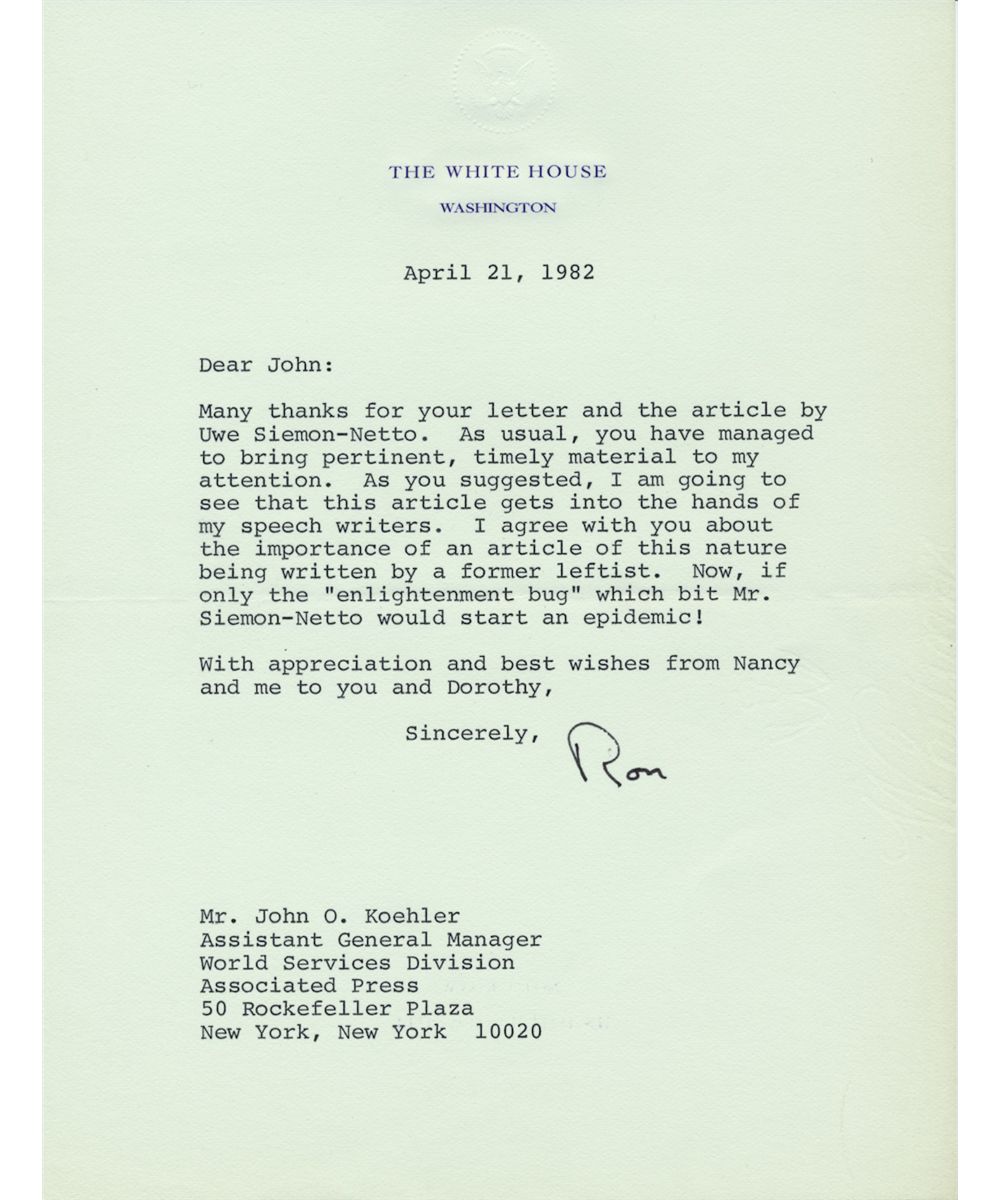 THE WHITE HOUSE
WASHINGTON
April 21, 1982
Dear John:
Many thanks for your letter and the article by
Uwe Siemon-Netto.  As usual, you have managed
to bring pertinent, timely material to my
attention.  As you suggested, I am going to
see that this article gets into the hands of
my speech writers.  I agree with you about
the importance of an article of this nature
being written by a former leftist.  Now, if
only the "enlightenment bug" which bit Mr.
Siemon-Netto would start an epidemic!
With appreciation and best wishes from Nancy
and me to you and Dorothy,
Sincerely,
Ron
Mr. John O. Koehler
Assistant General Manager
World Services Division
Associated Press
50 Rockefeller Plaza
New York, New York  10020